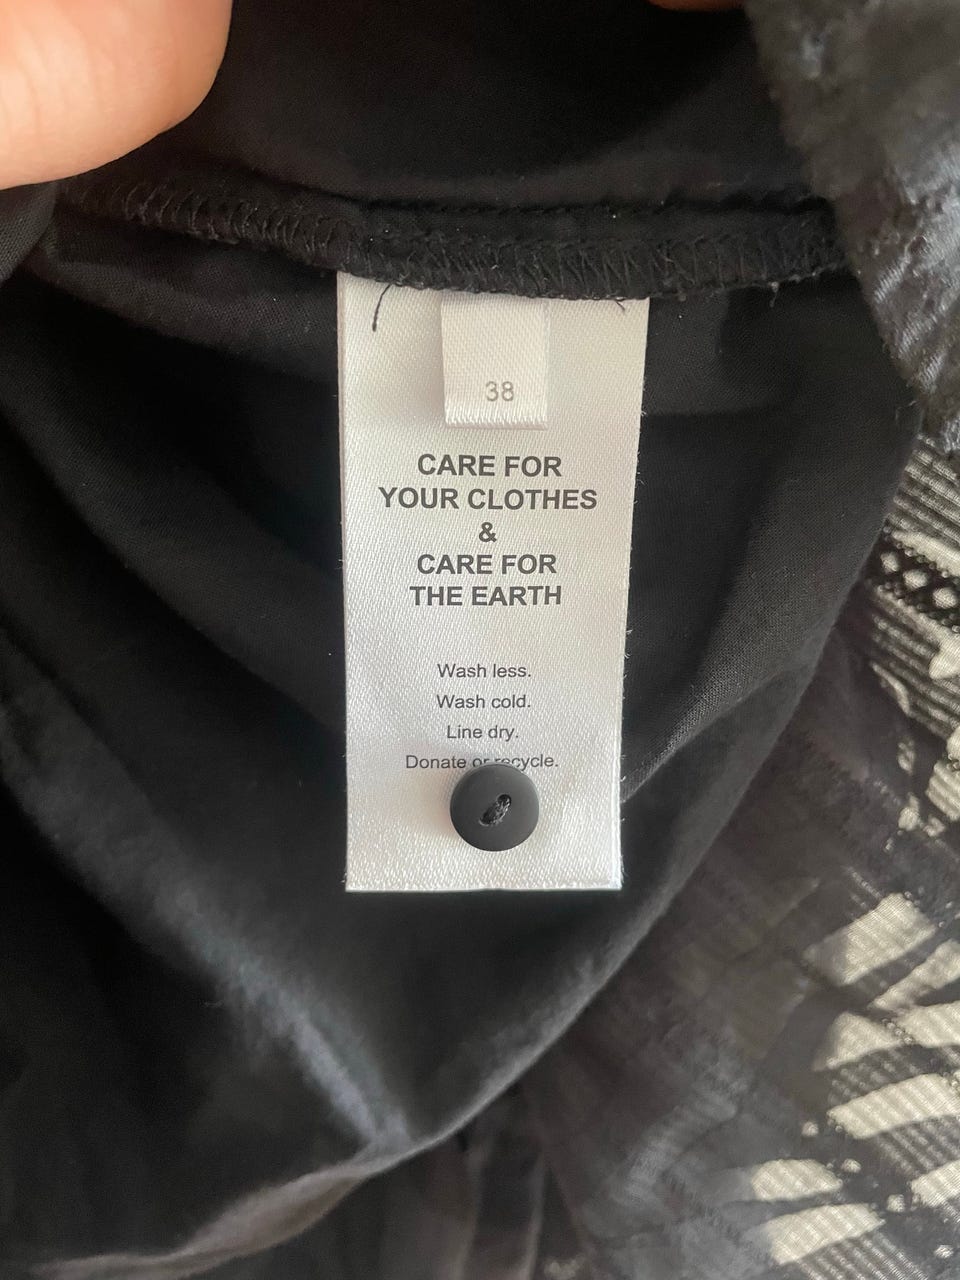 38
CARE FOR
YOUR CLOTHES
&
CARE FOR
THE EARTH
Wash less.
Wash cold.
Line dry.
Donate or recycle.